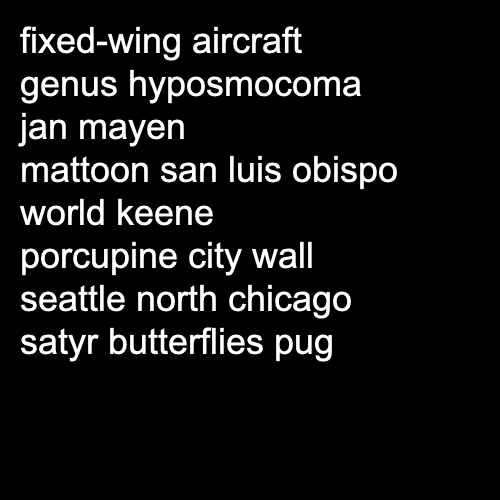 fixed-wing aircraft
genus hyposmocoma
jan mayen
mattoon san luis obispo
world keene
porcupine city wall
seattle north chicago
satyr butterflies pug